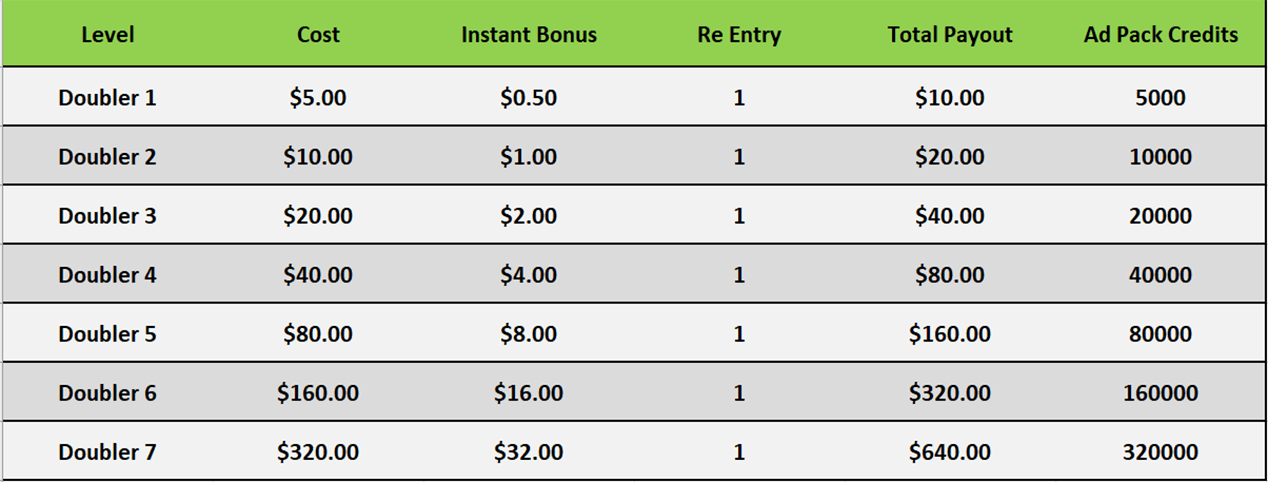 Level Cost Instant Bonus Re Entry Total Payout Ad Pack Credits
Doubler 1 $5.00 $0.50 1 $10.00 5000
Doubler 2 $10.00 $1.00 1 $20.00 10000
Doubler 3 $20.00 $2.00 1 $40.00 20000
Doubler 4 $40.00 $4.00 1 $80.00 40000
Doubler 5 $80.00 $8.00 1 $160.00 80000
Doubler 6 $160.00 $16.00 1 $320.00 160000
Doubler 7 $320.00 $32.00 1 $640.00 320000